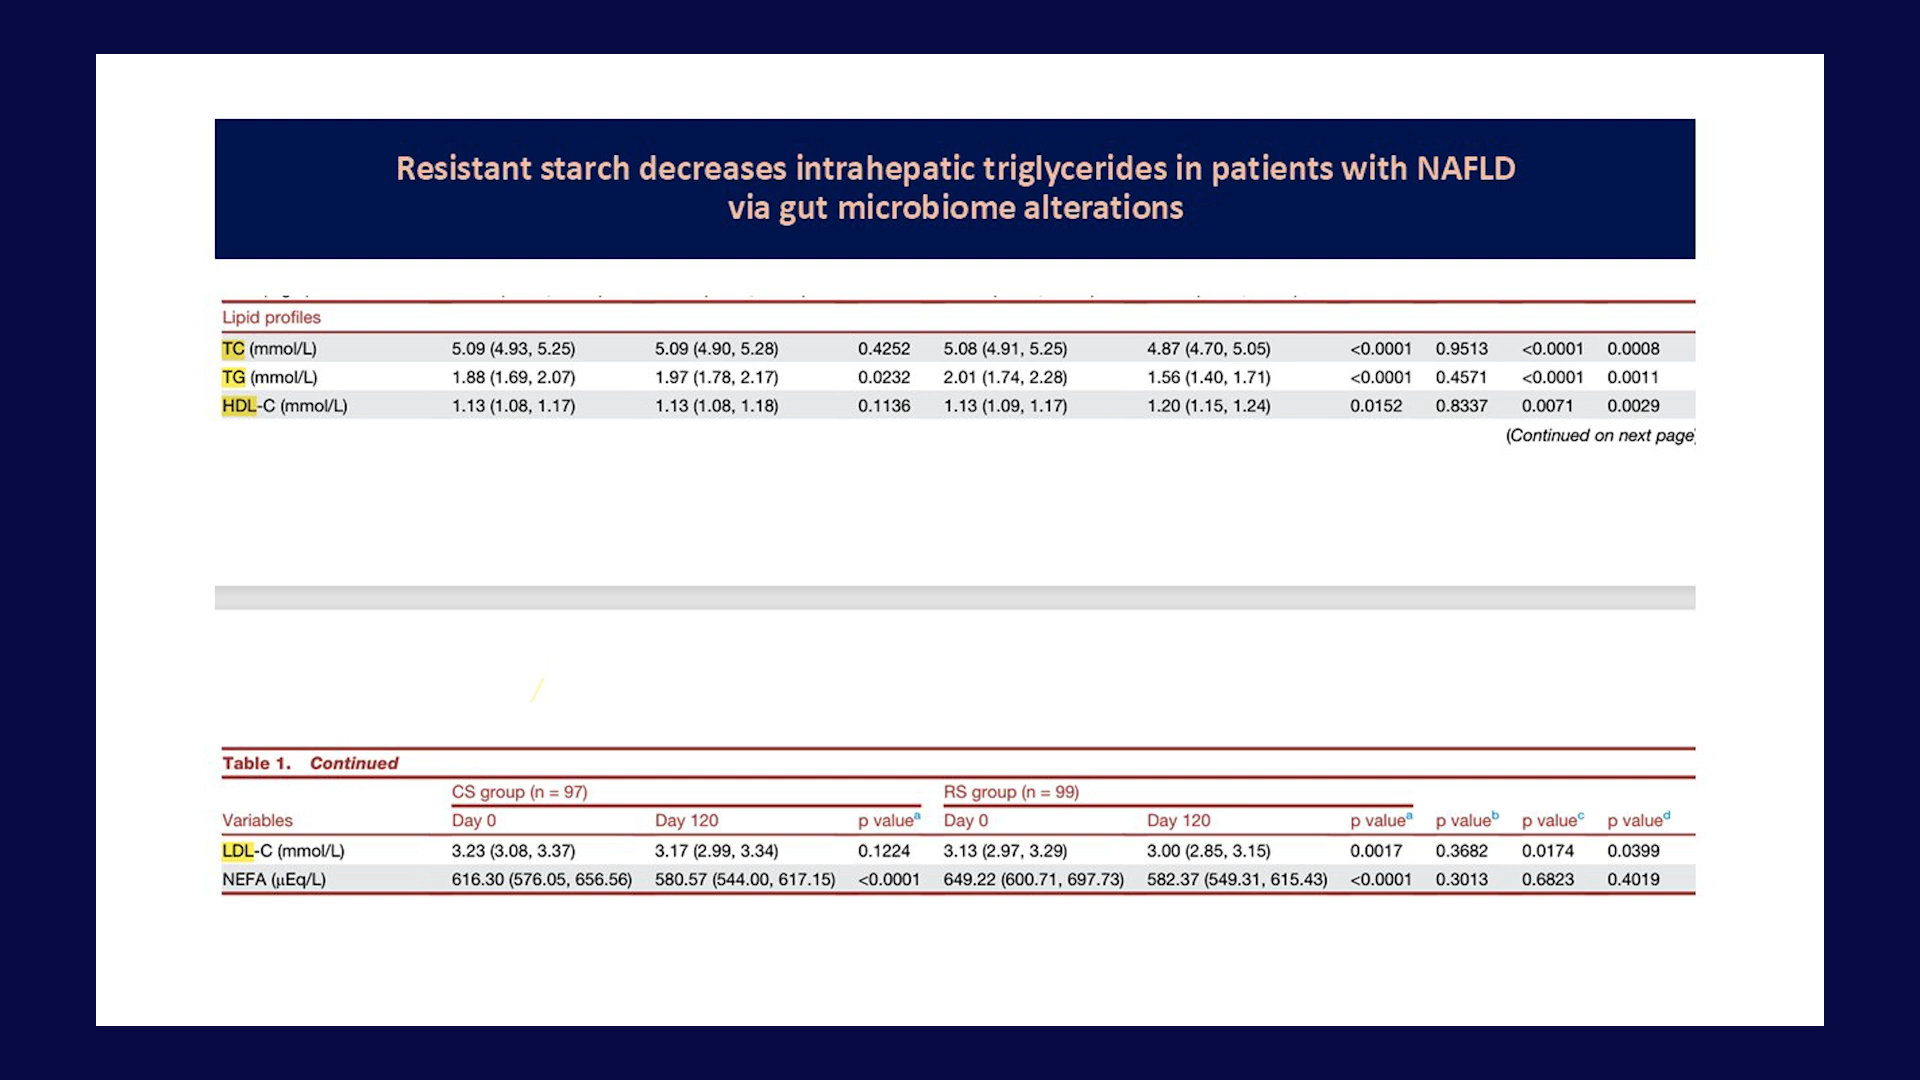 Resistant starch decreases intrahepatic triglycerides in patients with NAFLD
via gut microbiome alterations
Lipid profiles
TC (mmol/L) 5.09 (4.93, 5.25) 5.09 (4.90, 5.28) 0.4252 5.08 (4.91, 5.25) 4.87 (4.70, 5.05) <0.0001 0.9513 <0.0001 0.0008
TG (mmol/L) 1.88 (1.69, 2.07) 1.97 (1.78, 2.17) 0.0232 2.01 (1.74, 2.28) 1.56 (1.40, 1.71) <0.0001 0.4571 <0.0001 0.0011
HDL-C (mmol/L) 1.13 (1.08, 1.17) 1.13 (1.08, 1.18) 0.1136 1.13 (1.09, 1.17) 1.20 (1.15, 1.24) 0.0152 0.8337 0.0071 0.0029
(Continued on next page)
Table 1. Continued
CS group (n = 97) RS group (n = 99)
Variables Day 0 Day 120 p valueᵃ Day 0 Day 120 p valueᵃ p valueᵇ p valueᶜ p valueᵈ
LDL-C (mmol/L) 3.23 (3.08, 3.37) 3.17 (2.99, 3.34) 0.1224 3.13 (2.97, 3.29) 3.00 (2.85, 3.15) 0.0017 0.3682 0.0174 0.0399
NEFA (μEq/L) 616.30 (576.05, 656.56) 580.57 (544.00, 617.15) <0.0001 649.22 (600.71, 697.73) 582.37 (549.31, 615.43) <0.0001 0.3013 0.6823 0.4019